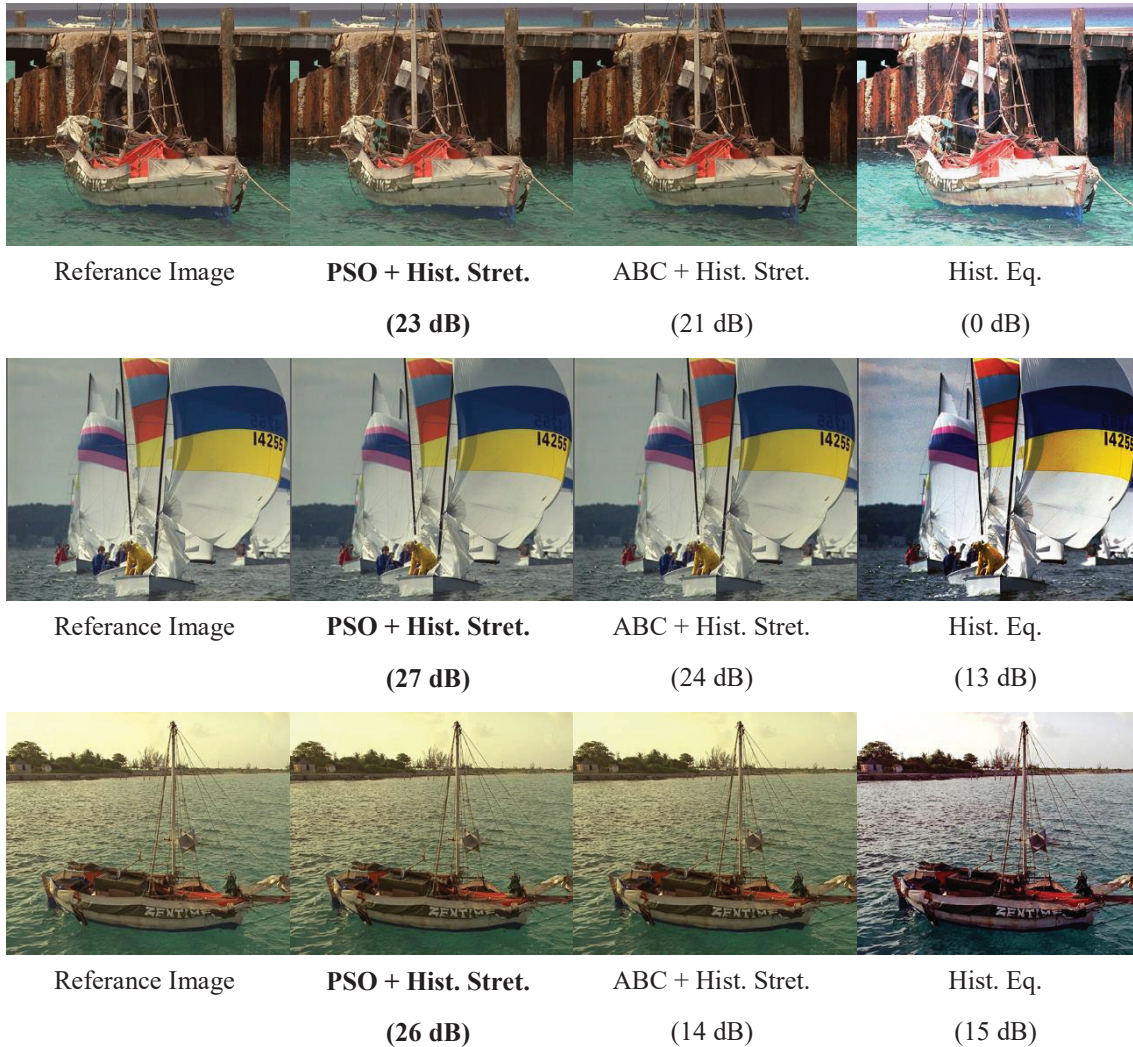 Referance Image PSO + Hist. Stret. ABC + Hist. Stret. Hist. Eq.
(23 dB) (21 dB) (0 dB)
14255 14255 14255 14255
Referance Image PSO + Hist. Stret. ABC + Hist. Stret. Hist. Eq.
(27 dB) (24 dB) (13 dB)
ZENTIME ZENTIME ZENTIME ZENTIME
Referance Image PSO + Hist. Stret. ABC + Hist. Stret. Hist. Eq.
(26 dB) (14 dB) (15 dB)